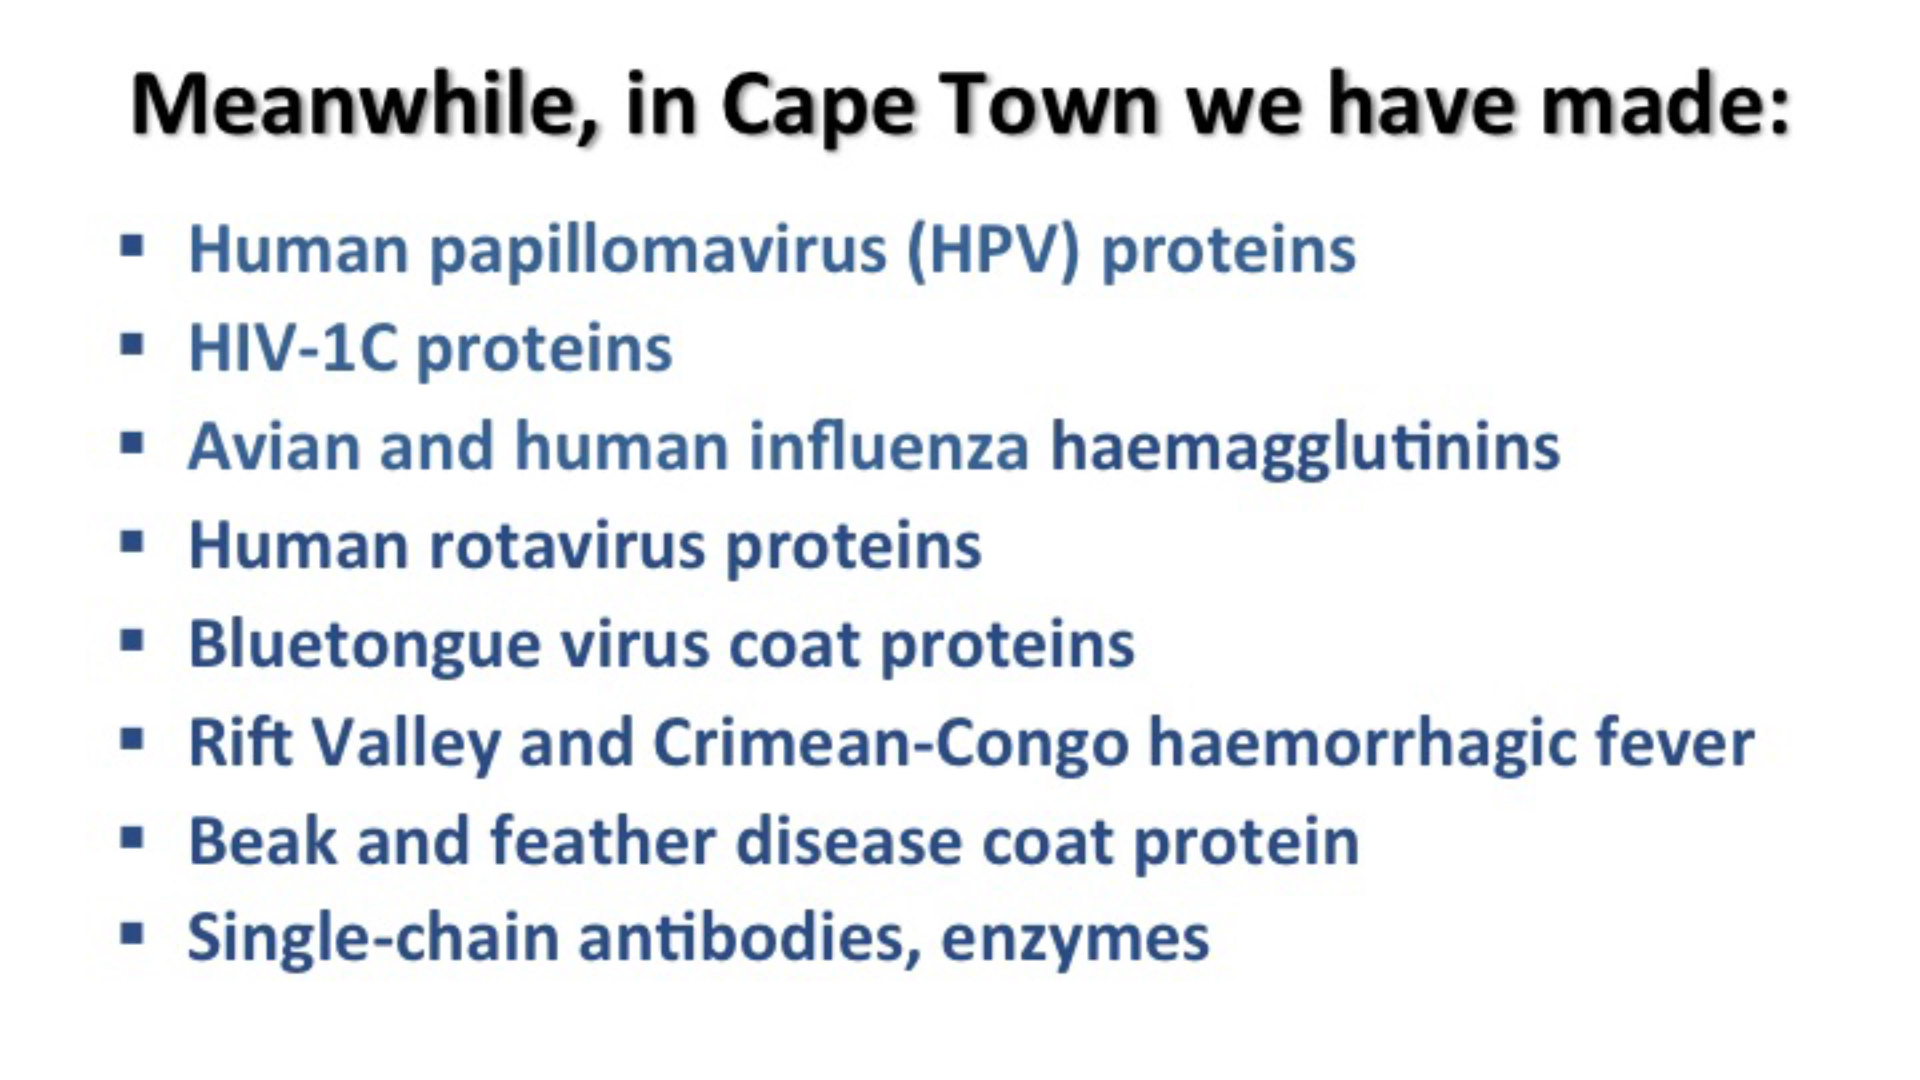 Meanwhile, in Cape Town we have made:
▪ Human papillomavirus (HPV) proteins
▪ HIV-1C proteins
▪ Avian and human influenza haemagglutinins
▪ Human rotavirus proteins
▪ Bluetongue virus coat proteins
▪ Rift Valley and Crimean-Congo haemorrhagic fever
▪ Beak and feather disease coat protein
▪ Single-chain antibodies, enzymes